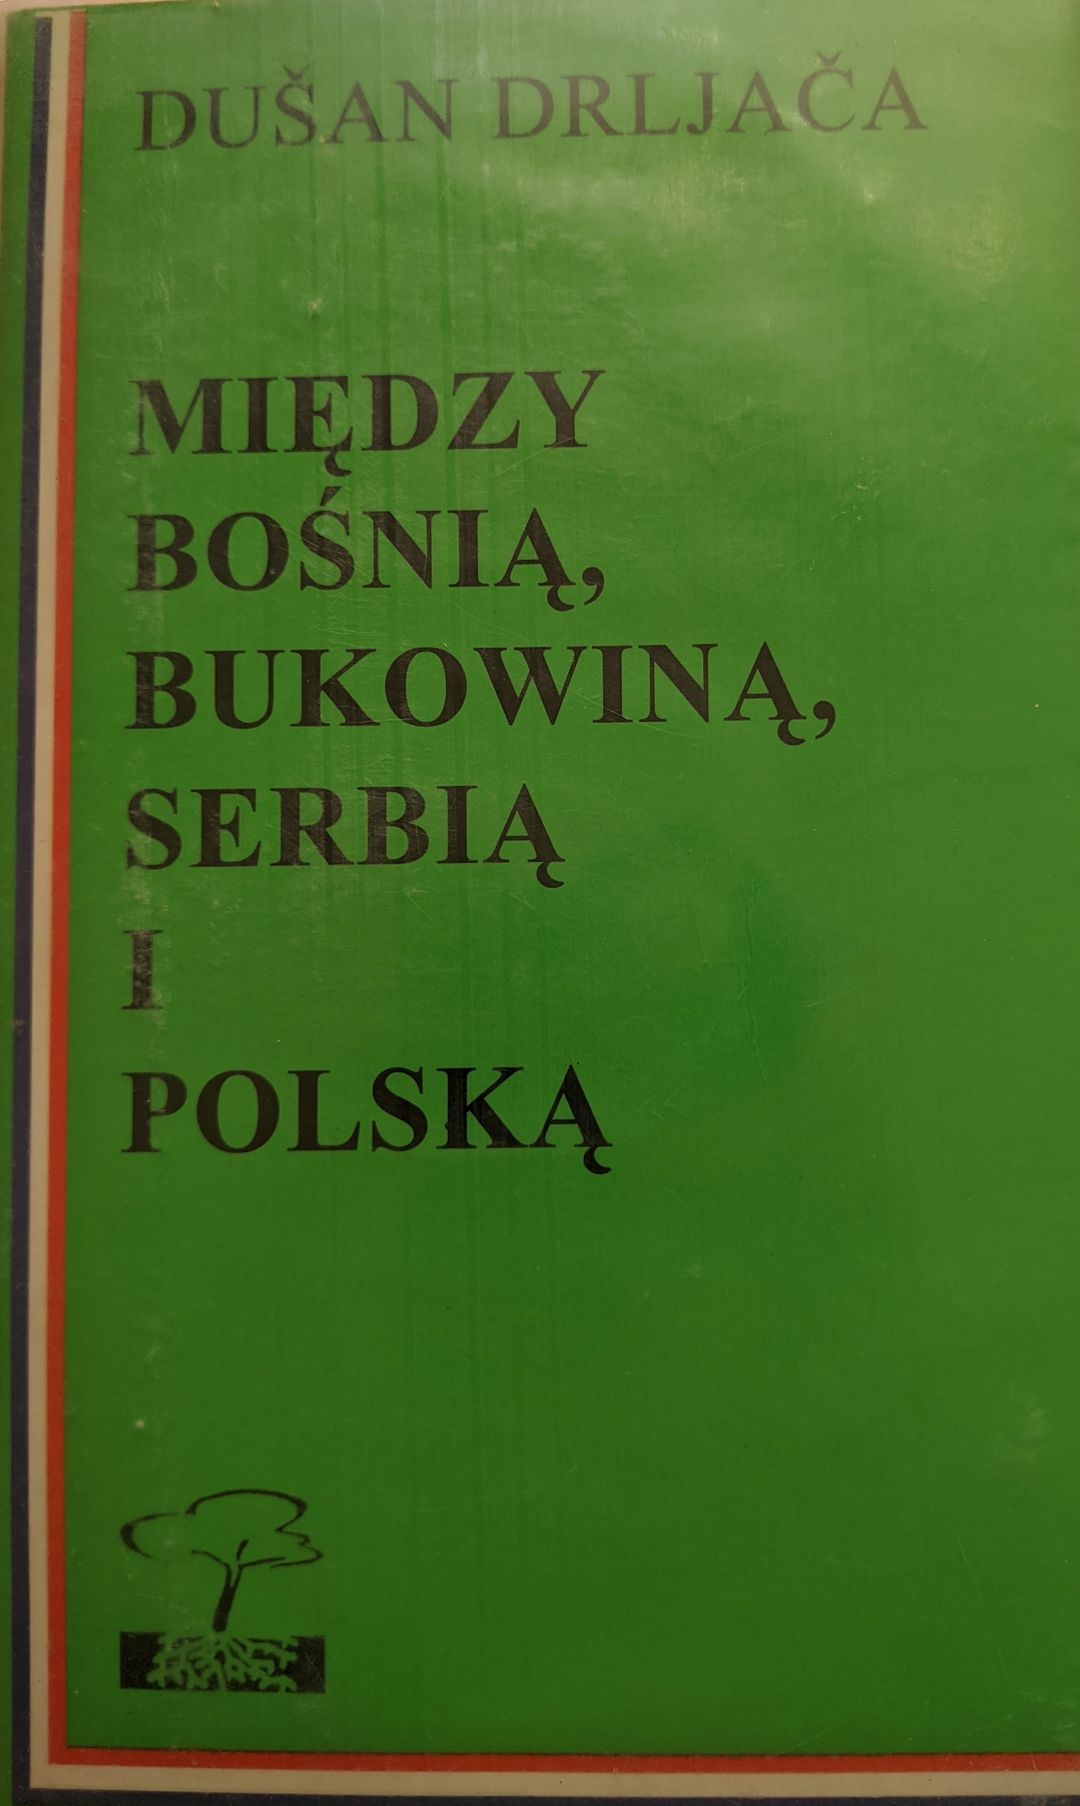 DUŠAN DRLJAČA
MIĘDZY
BOŚNIĄ,
BUKOWINĄ,
SERBIĄ
I
POLSKĄ